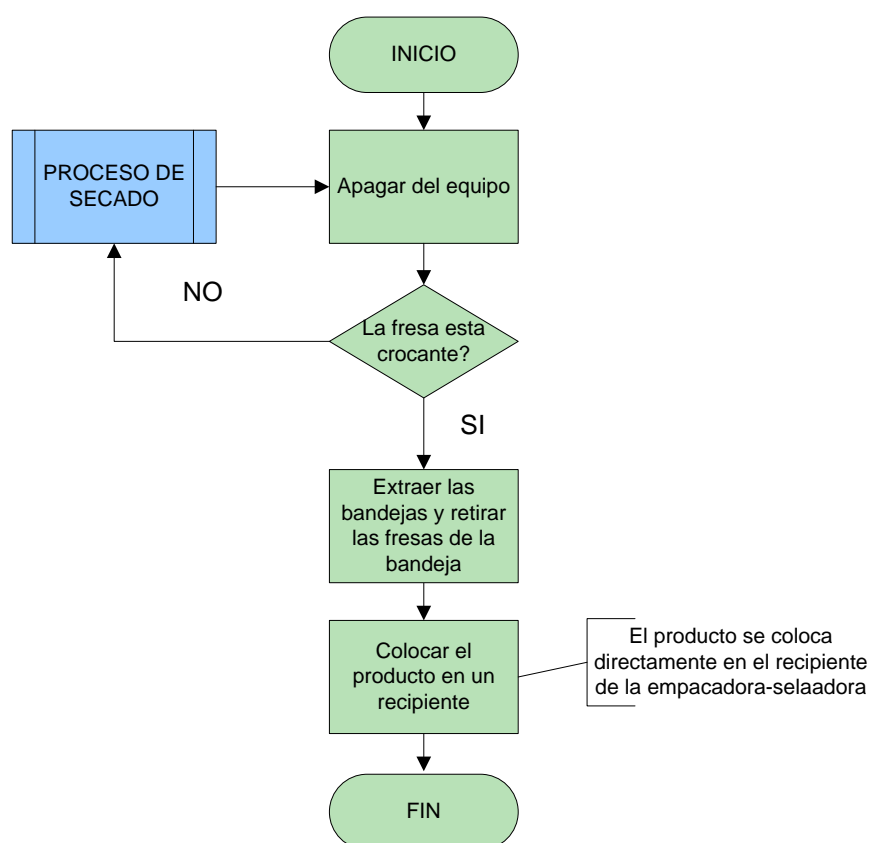 INICIO
PROCESO DE
SECADO
Apagar del equipo
NO
La fresa esta
crocante?
SI
Extraer las
bandejas y retirar
las fresas de la
bandeja
Colocar el
producto en un
recipiente
El producto se coloca
directamente en el recipiente
de la empacadora-selaadora
FIN